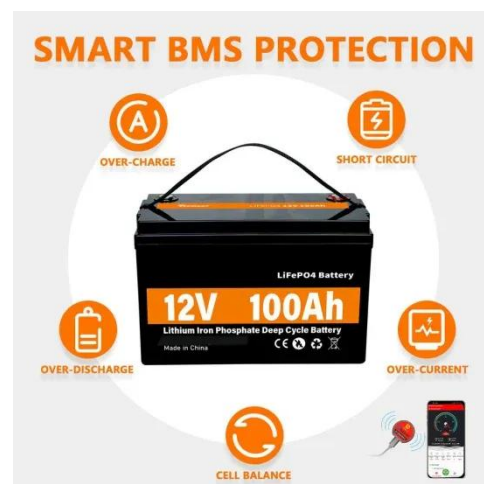 SMART BMS PROTECTION
OVER-CHARGE
SHORT CIRCUIT
LiFePO4 Battery
12V 100Ah
Lithium Iron Phosphate Deep Cycle Battery
Made in China
CE
OVER-DISCHARGE
OVER-CURRENT
CELL BALANCE